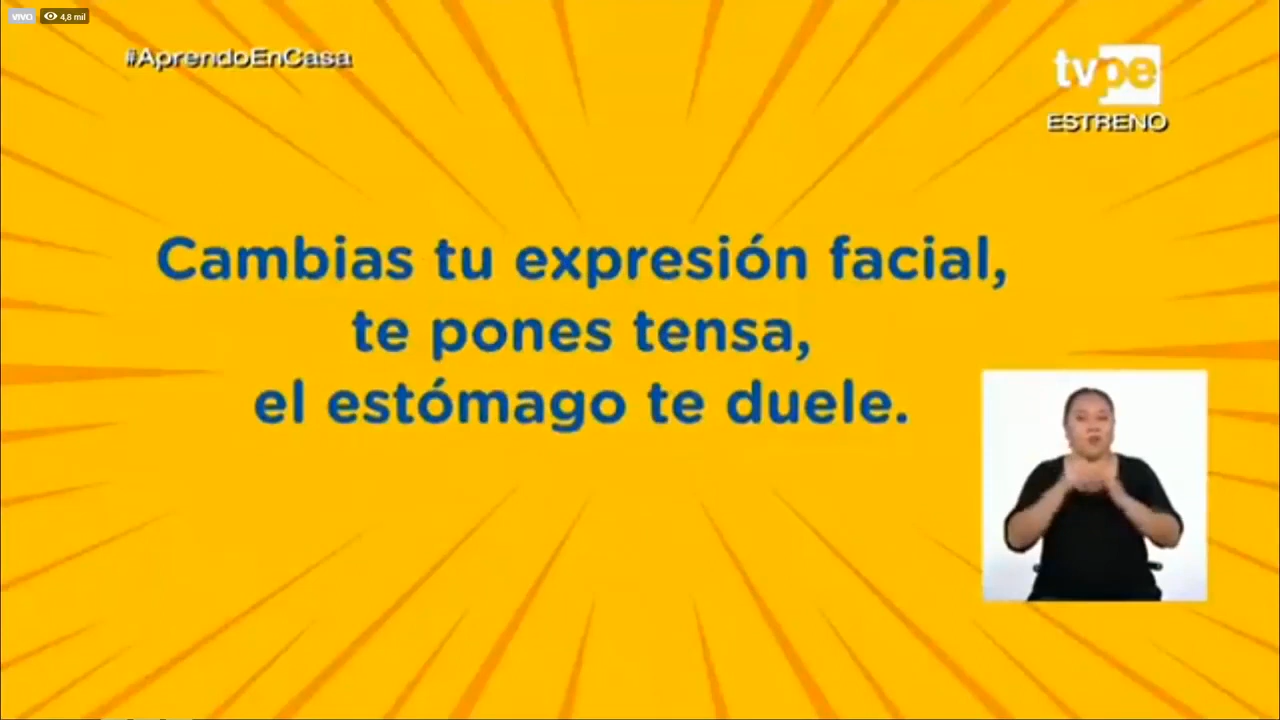 VIVO 4,8 mil
#AprendoEnCasa
tvpe
ESTRENO
Cambias tu expresión facial,
te pones tensa,
el estómago te duele.